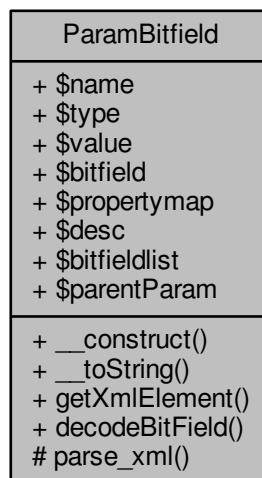 ParamBitfield
+ $name
+ $type
+ $value
+ $bitfield
+ $propertymap
+ $desc
+ $bitfieldlist
+ $parentParam
+ __construct()
+ __toString()
+ getXmlElement()
+ decodeBitField()
# parse_xml()